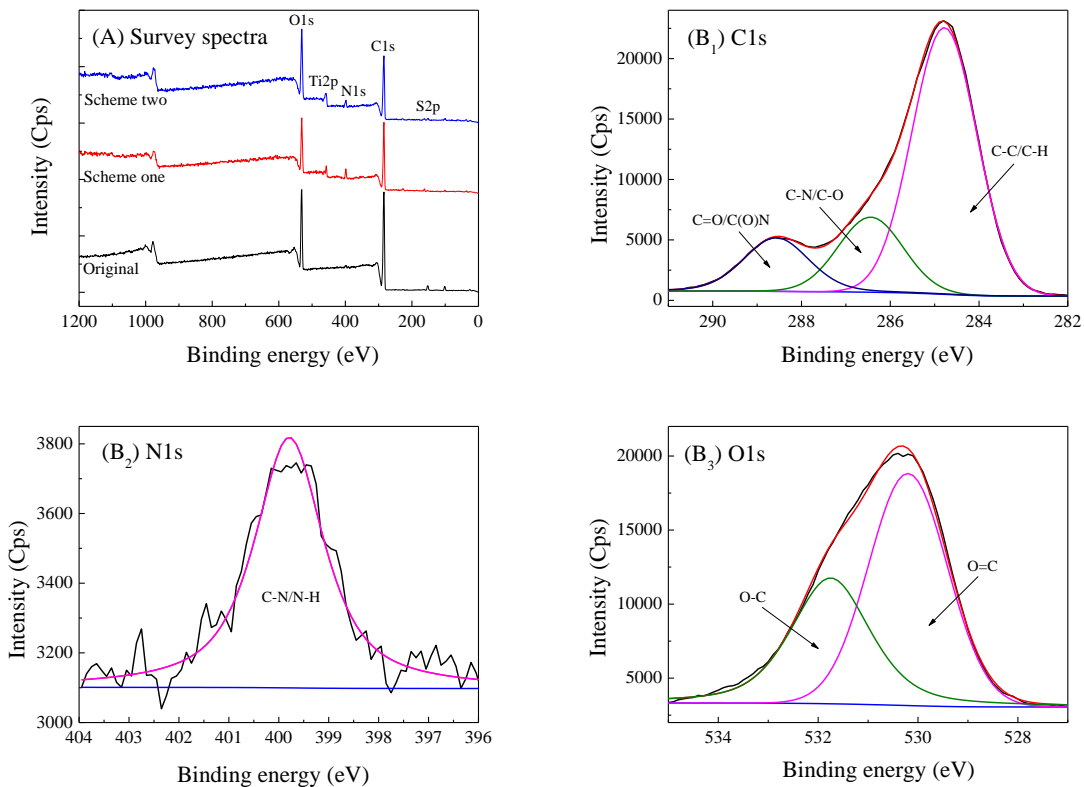 (A) Survey spectra
O1s
C1s
Ti2p
N1s
S2p
Scheme two
Scheme one
Original
Intensity (Cps)
1200 1000 800 600 400 200 0
Binding energy (eV)
(B₁) C1s
C-C/C-H
C-N/C-O
C=O/C(O)N
20000
15000
10000
5000
0
Intensity (Cps)
290 288 286 284 282
Binding energy (eV)
(B₂) N1s
C-N/N-H
3800
3600
3400
3200
3000
Intensity (Cps)
404 403 402 401 400 399 398 397 396
Binding energy (eV)
(B₃) O1s
O=C
O-C
20000
15000
10000
5000
Intensity (Cps)
534 532 530 528
Binding energy (eV)